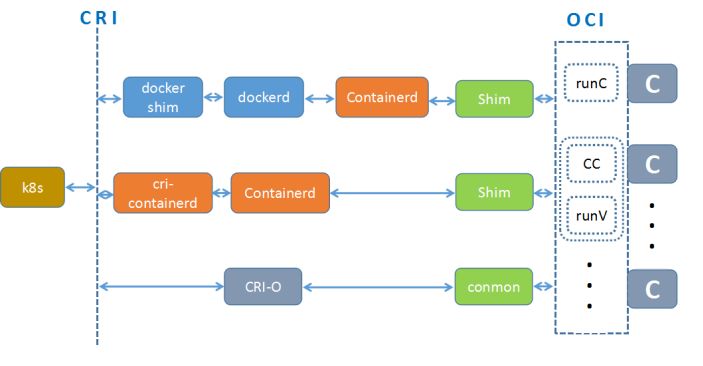 CRI
OCI
docker
shim
dockerd
Containerd
Shim
runC
C
k8s
cri-
containerd
Containerd
Shim
CC
runV
C
CRI-O
conmon
C